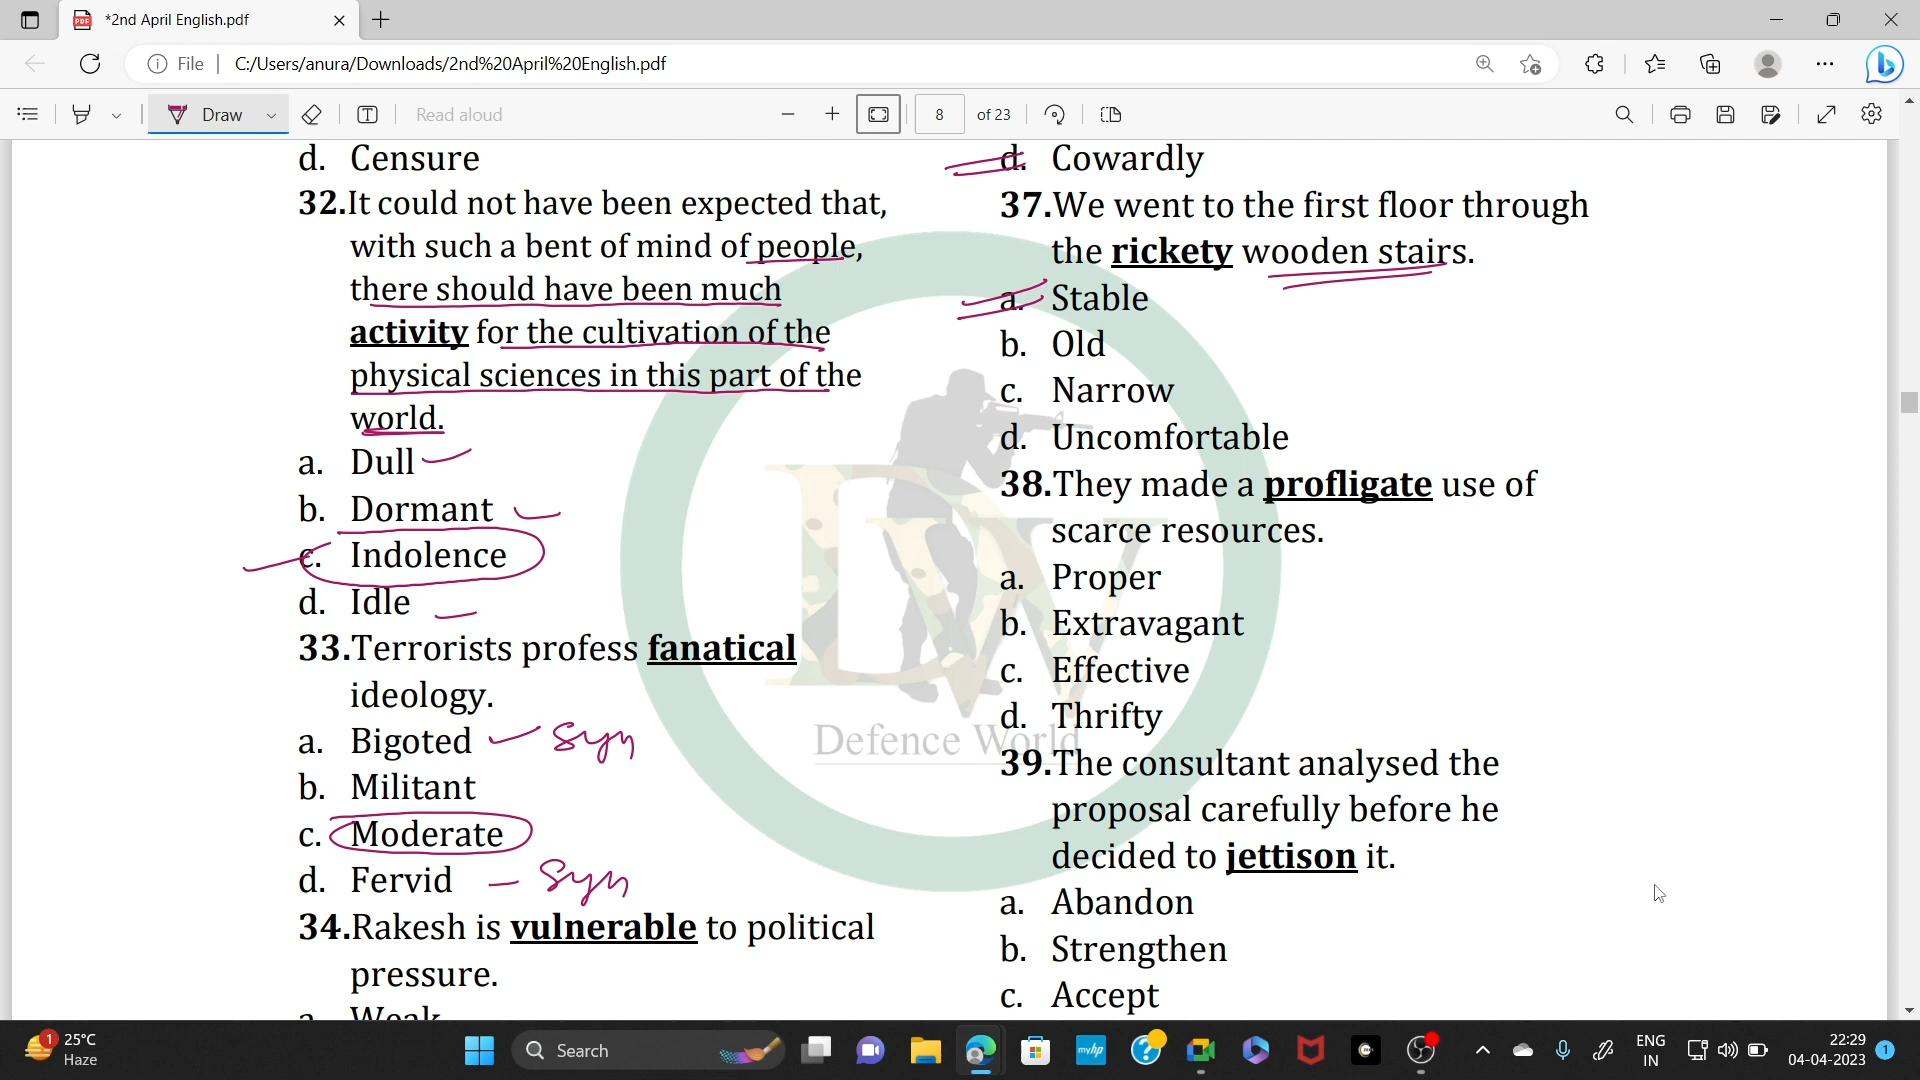 *2nd April English.pdf
File
C:/Users/anura/Downloads/2nd%20April%20English.pdf
Draw
Read aloud
8
of 23
d. Censure
32.It could not have been expected that,
with such a bent of mind of people,
there should have been much
activity for the cultivation of the
physical sciences in this part of the
world.
a. Dull
b. Dormant
c. Indolence
d. Idle
33.Terrorists profess fanatical
ideology.
a. Bigoted syn
b. Militant
c. Moderate
d. Fervid syn
34.Rakesh is vulnerable to political
pressure.
a. Weak
d. Cowardly
37.We went to the first floor through
the rickety wooden stairs.
a. Stable
b. Old
c. Narrow
d. Uncomfortable
38.They made a profligate use of
scarce resources.
a. Proper
b. Extravagant
c. Effective
d. Thrifty
39.The consultant analysed the
proposal carefully before he
decided to jettison it.
a. Abandon
b. Strengthen
c. Accept
DW
Defence World
1
25°C
Haze
Search
myhp
ENG
IN
22:29
04-04-2023
1